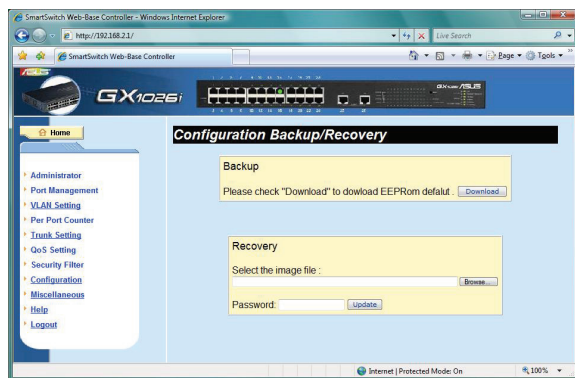 SmartSwitch Web-Base Controller - Windows Internet Explorer
http://192.168.2.1/
Live Search
SmartSwitch Web-Base Controller
Page
Tools
ASUS
GX1026i
ASUS
Home
Configuration Backup/Recovery
Backup
Please check "Download" to dowload EEPRom defalut .
Download
Administrator
Port Management
VLAN Setting
Per Port Counter
Trunk Setting
QoS Setting
Security Filter
Configuration
Miscellaneous
Help
Logout
Recovery
Select the image file :
Browse...
Password:
Update
Internet | Protected Mode: On
100%